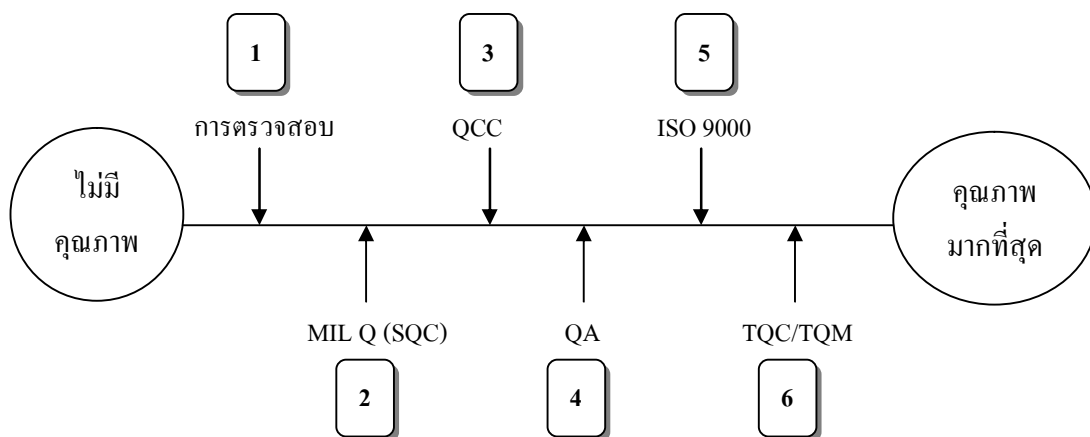 1
3
5
การตรวจสอบ
QCC
ISO 9000
ไม่มี
คุณภาพ
คุณภาพ
มากที่สุด
MIL Q (SQC)
QA
TQC/TQM
2
4
6